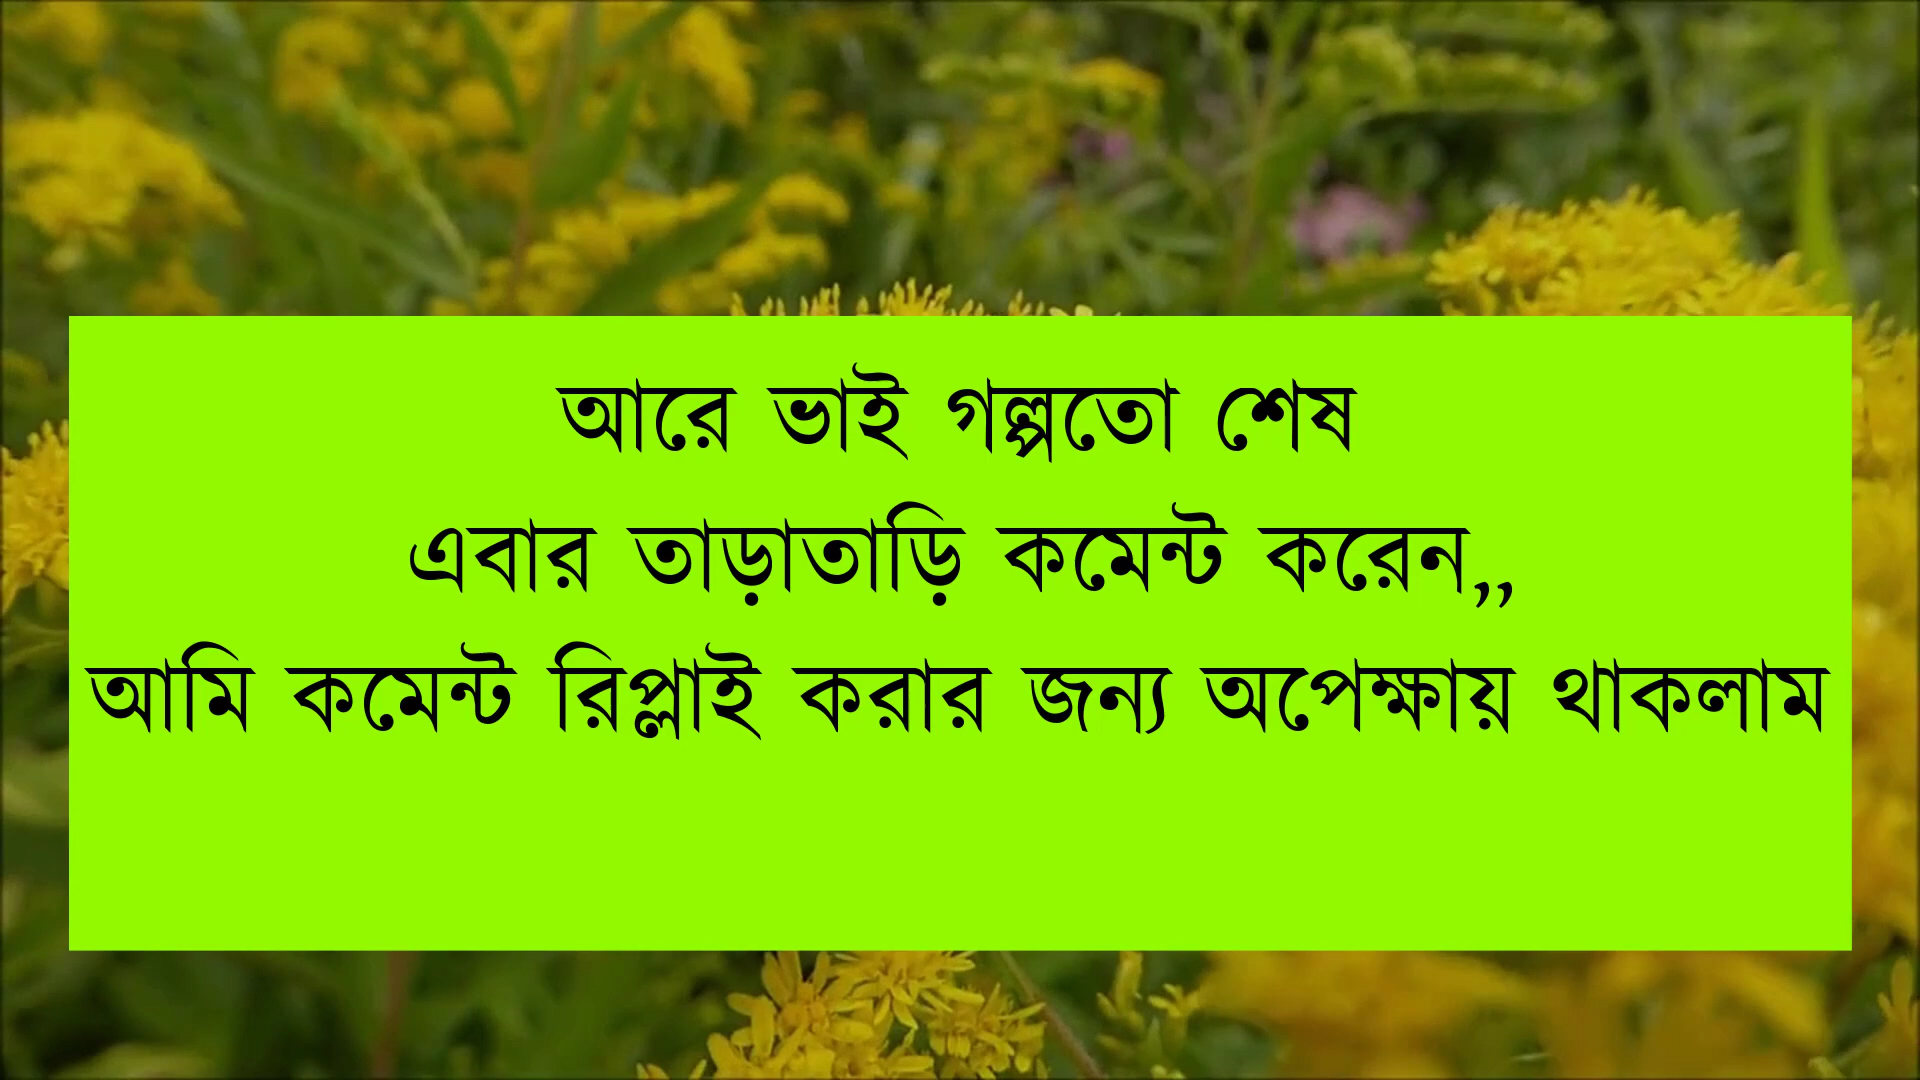 আরে ভাই গল্পতো শেষ
এবার তাড়াতাড়ি কমেন্ট করেন,,
আমি কমেন্ট রিপ্লাই করার জন্য অপেক্ষায় থাকলাম